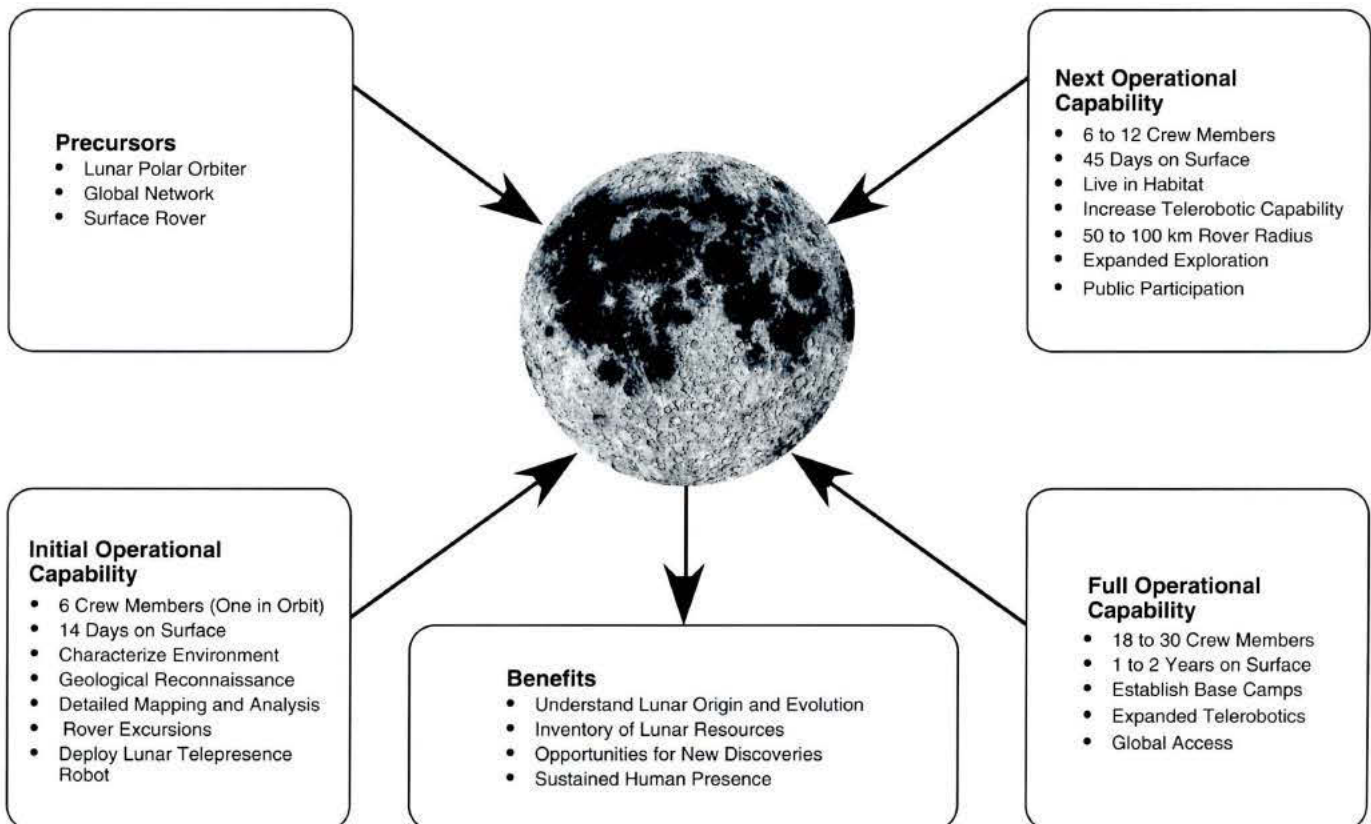 Precursors
• Lunar Polar Orbiter
• Global Network
• Surface Rover
Next Operational
Capability
• 6 to 12 Crew Members
• 45 Days on Surface
• Live in Habitat
• Increase Telerobotic Capability
• 50 to 100 km Rover Radius
• Expanded Exploration
• Public Participation
Initial Operational
Capability
• 6 Crew Members (One in Orbit)
• 14 Days on Surface
• Characterize Environment
• Geological Reconnaissance
• Detailed Mapping and Analysis
• Rover Excursions
• Deploy Lunar Telepresence
Robot
Benefits
• Understand Lunar Origin and Evolution
• Inventory of Lunar Resources
• Opportunities for New Discoveries
• Sustained Human Presence
Full Operational
Capability
• 18 to 30 Crew Members
• 1 to 2 Years on Surface
• Establish Base Camps
• Expanded Telerobotics
• Global Access